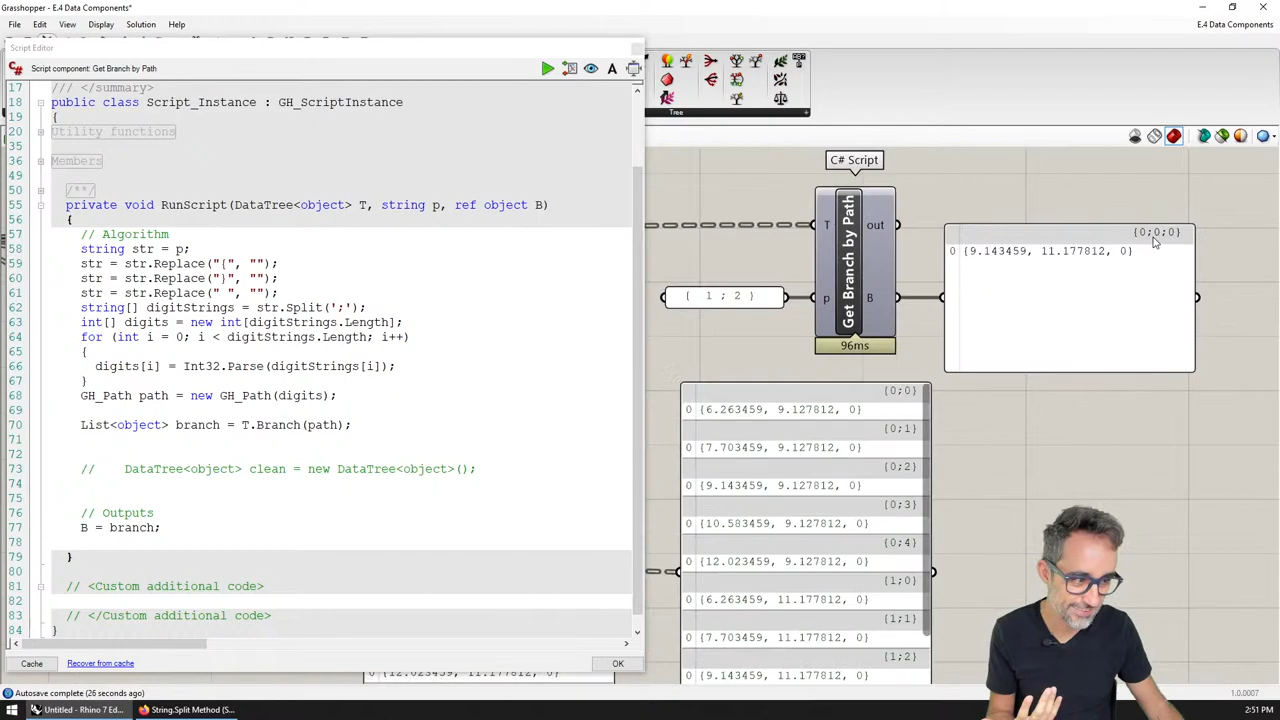 Grasshopper - E.4 Data Components*
File Edit View Display Solution Help
E.4 Data Components*
Script Editor
C# Script component: Get Branch by Path
17 /// </summary>
18 public class Script_Instance : GH_ScriptInstance
19 {
20 Utility functions
35
36 Members
49
50 /**/
55 private void RunScript(DataTree<object> T, string p, ref object B)
56 {
57 // Algorithm
58 string str = p;
59 str = str.Replace("{", "");
60 str = str.Replace("}", "");
61 str = str.Replace(" ", "");
62 string[] digitStrings = str.Split(';');
63 int[] digits = new int[digitStrings.Length];
64 for (int i = 0; i < digitStrings.Length; i++)
65 {
66 digits[i] = Int32.Parse(digitStrings[i]);
67 }
68 GH_Path path = new GH_Path(digits);
69
70 List<object> branch = T.Branch(path);
71
72
73 // DataTree<object> clean = new DataTree<object>();
74
75
76 // Outputs
77 B = branch;
78
79 }
80
81 // <Custom additional code>
82
83 // </Custom additional code>
84 }
Cache
Recover from cache
OK
Tree
C# Script
T
p
Get Branch by Path
out
B
96ms
{ 1 ; 2 }
{0;0;0}
0 {9.143459, 11.177812, 0}
{0;0}
0 {6.263459, 9.127812, 0}
{0;1}
0 {7.703459, 9.127812, 0}
{0;2}
0 {9.143459, 9.127812, 0}
{0;3}
0 {10.583459, 9.127812, 0}
{0;4}
0 {12.023459, 9.127812, 0}
{1;0}
0 {6.263459, 11.177812, 0}
{1;1}
0 {7.703459, 11.177812, 0}
{1;2}
0 {9.143459, 11.177812, 0}
Autosave complete (26 seconds ago)
1.0.0007
Untitled - Rhino 7 Ed...
String.Split Method (S...
2:51 PM